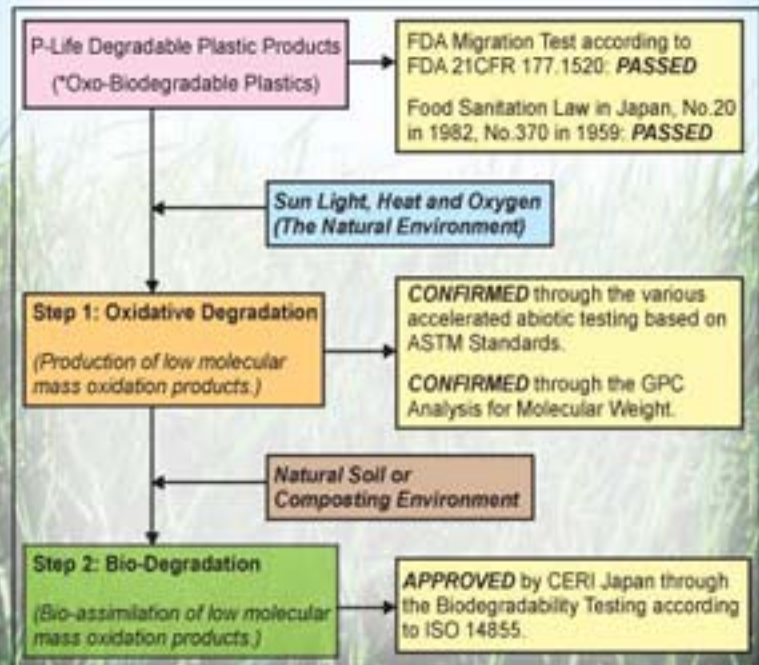 P-Life Degradable Plastic Products
(*Oxo-Biodegradable Plastics)
FDA Migration Test according to
FDA 21CFR 177.1520: PASSED
Food Sanitation Law in Japan, No.20
in 1982, No.370 in 1959: PASSED
Sun Light, Heat and Oxygen
(The Natural Environment)
Step 1: Oxidative Degradation
(Production of low molecular
mass oxidation products.)
CONFIRMED through the various
accelerated abiotic testing based on
ASTM Standards.
CONFIRMED through the GPC
Analysis for Molecular Weight.
Natural Soil or
Composting Environment
Step 2: Bio-Degradation
(Bio-assimilation of low molecular
mass oxidation products.)
APPROVED by CERI Japan through
the Biodegradability Testing according
to ISO 14855.